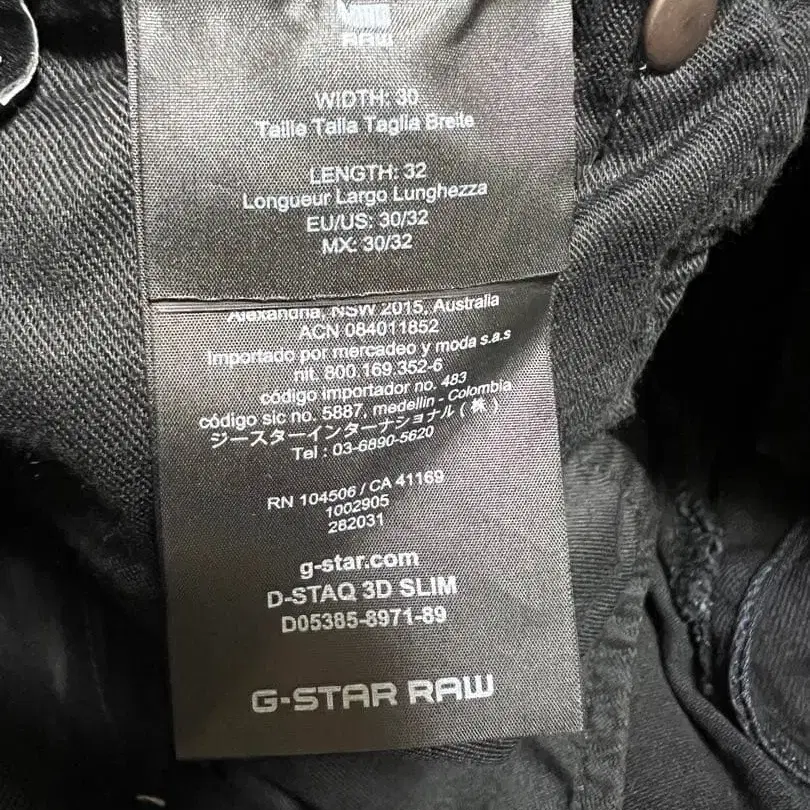 RAW
WIDTH: 30
Taille Talla Taglia Breite
LENGTH: 32
Longueur Largo Lunghezza
EU/US: 30/32
MX: 30/32
Alexandria, NSW 2015, Australia
ACN 084011852
Importado por mercadeo y moda s.a.s
nit. 800.169.352-6
código importador no. 483
código sic no. 5887, medellin - Colombia
ジースターインターナショナル(株)
Tel : 03-6890-5620
RN 104506 / CA 41169
1002905
282031
g-star.com
D-STAQ 3D SLIM
D05385-8971-89
G-STAR RAW